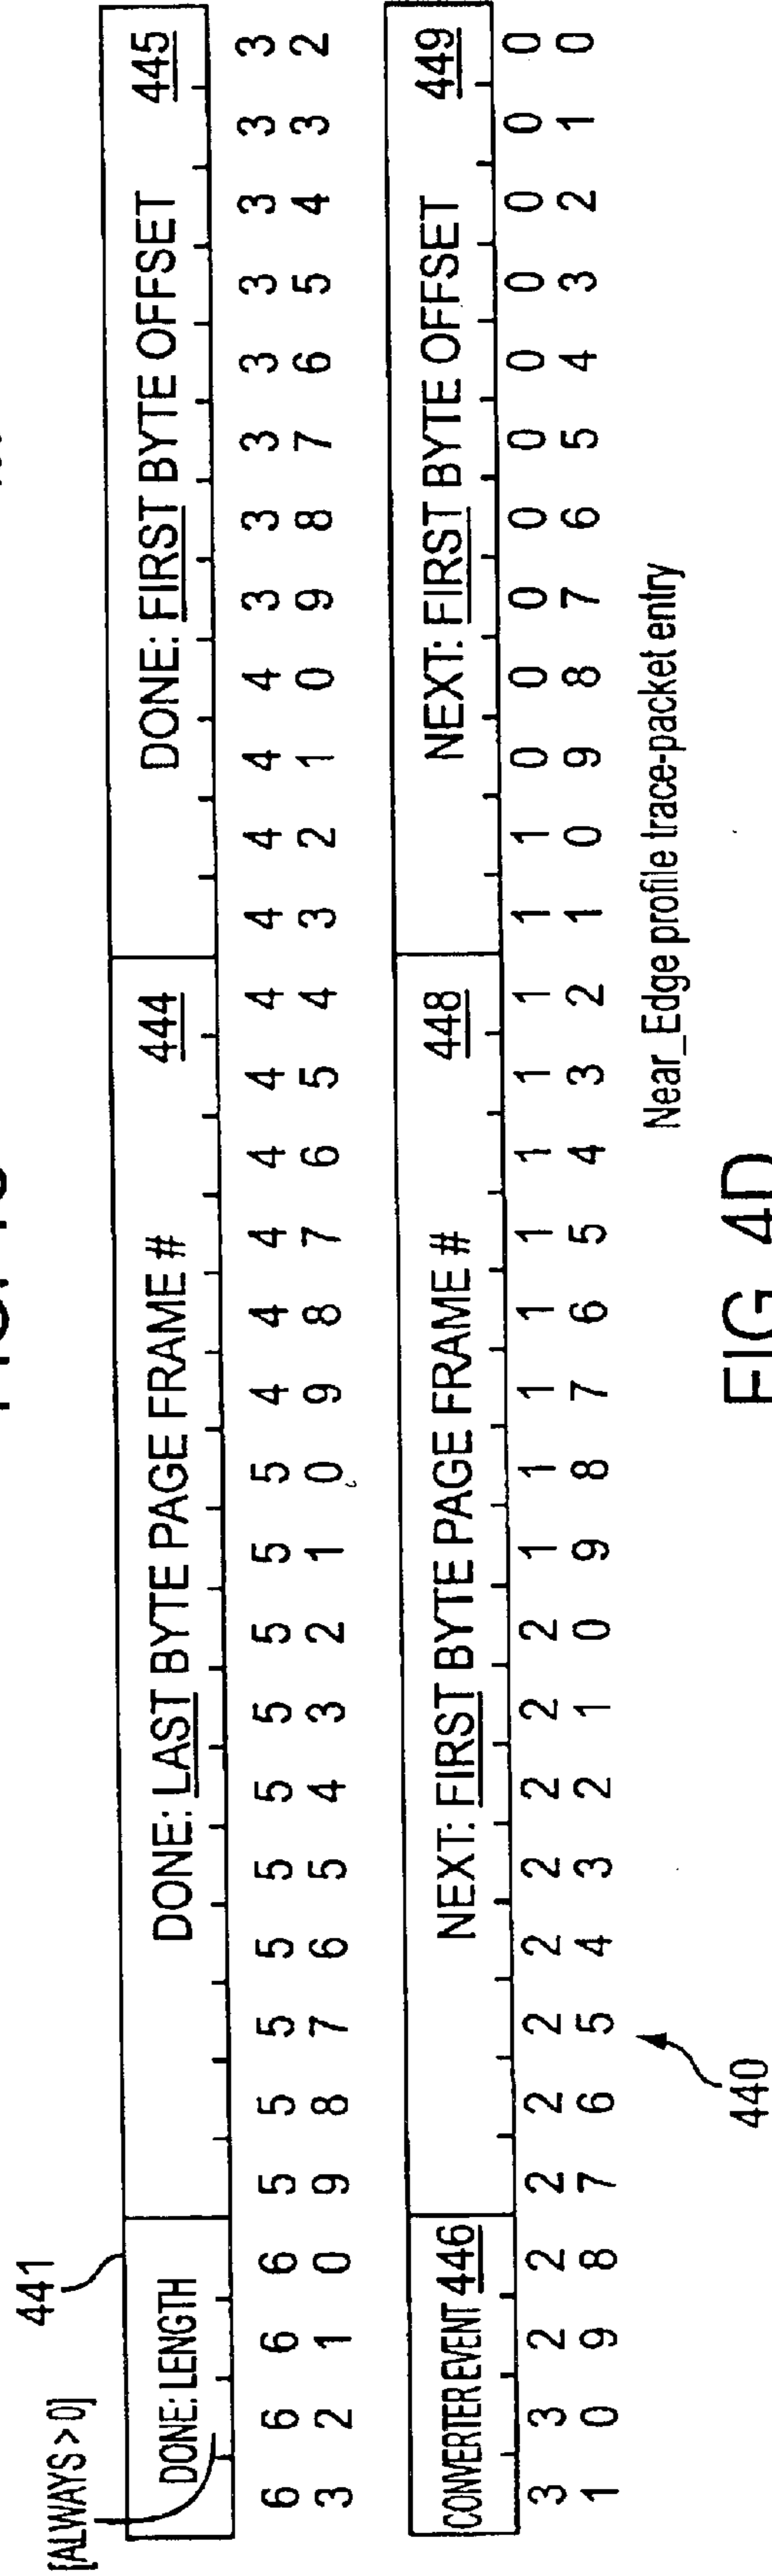 [ALWAYS > 0]
441
DONE: LENGTH
DONE: LAST BYTE PAGE FRAME # 444
DONE: FIRST BYTE OFFSET 445
6 6 6 6 5 5 5 5 5 5 5 5 5 5 4 4 4 4 4 4 4 4 4 4 3 3 3 3 3 3 3 3
3 2 1 0 9 8 7 6 5 4 3 2 1 0 9 8 7 6 5 4 3 2 1 0 9 8 7 6 5 4 3 2
CONVERTER EVENT 446
NEXT: FIRST BYTE PAGE FRAME # 448
NEXT: FIRST BYTE OFFSET 449
3 3 2 2 2 2 2 2 2 2 2 2 1 1 1 1 1 1 1 1 1 1 0 0 0 0 0 0 0 0 0 0
1 0 9 8 7 6 5 4 3 2 1 0 9 8 7 6 5 4 3 2 1 0 9 8 7 6 5 4 3 2 1 0
440
Near_Edge profile trace-packet entry
FIG. 4D